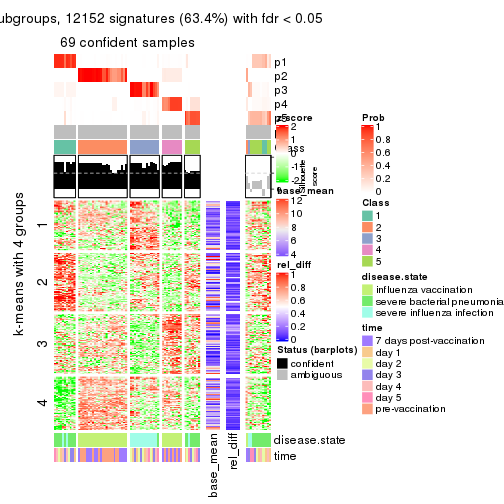 ubgroups, 12152 signatures (63.4%) with fdr < 0.05
69 confident samples
p1
p2
p3
p4
k-means with 4 groups
1
2
3
4
Silhouette
score
disease.state
time
base_mean
rel_diff
2
1
0
base_mean
12
10
8
6
4
rel_diff
1
0.8
0.6
0.4
0.2
0
Status (barplots)
confident
ambiguous
Prob
1
0.8
0.6
0.4
0.2
0
Class
1
2
3
4
5
disease.state
influenza vaccination
severe bacterial pneumonia
severe influenza infection
time
7 days post-vaccination
day 1
day 2
day 3
day 4
day 5
pre-vaccination